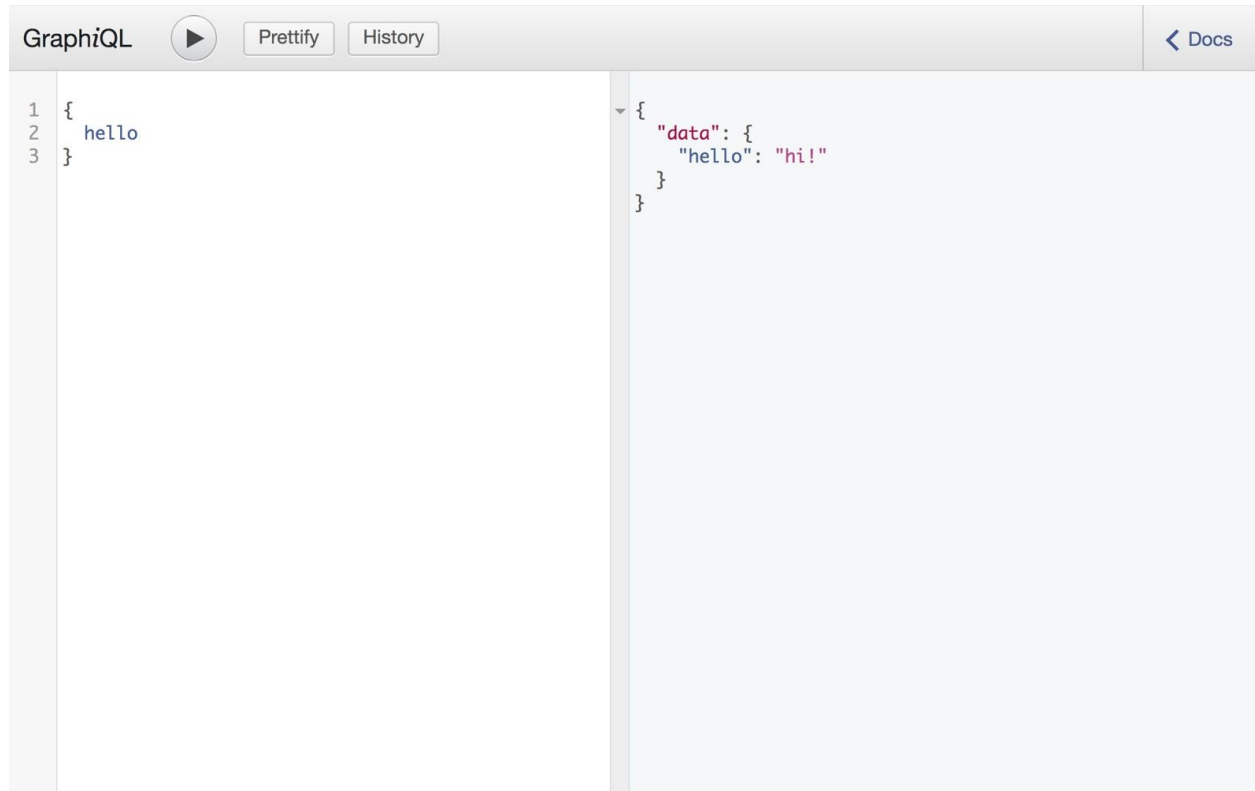 GraphiQL Prettify History Docs
1 {
2 hello
3 }
{
"data": {
"hello": "hi!"
}
}